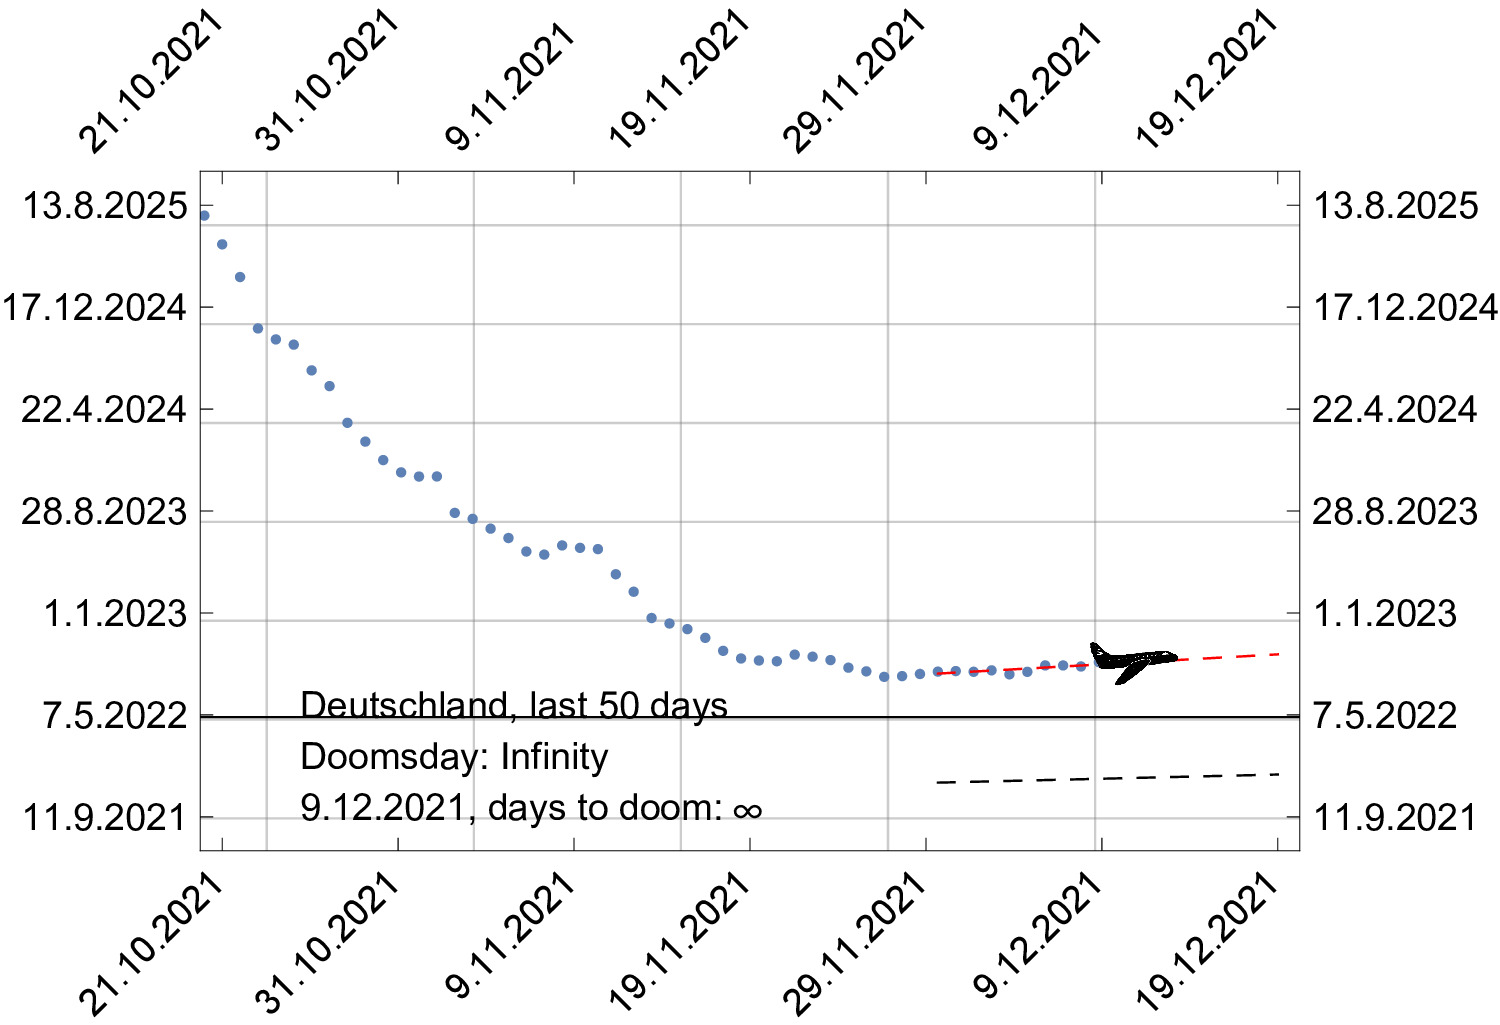 21.10.2021 31.10.2021 9.11.2021 19.11.2021 29.11.2021 9.12.2021 19.12.2021
13.8.2025 13.8.2025
17.12.2024 17.12.2024
22.4.2024 22.4.2024
28.8.2023 28.8.2023
1.1.2023 1.1.2023
Deutschland, last 50 days
7.5.2022 7.5.2022
Doomsday: Infinity
9.12.2021, days to doom: ∞
11.9.2021 11.9.2021
21.10.2021 31.10.2021 9.11.2021 19.11.2021 29.11.2021 9.12.2021 19.12.2021